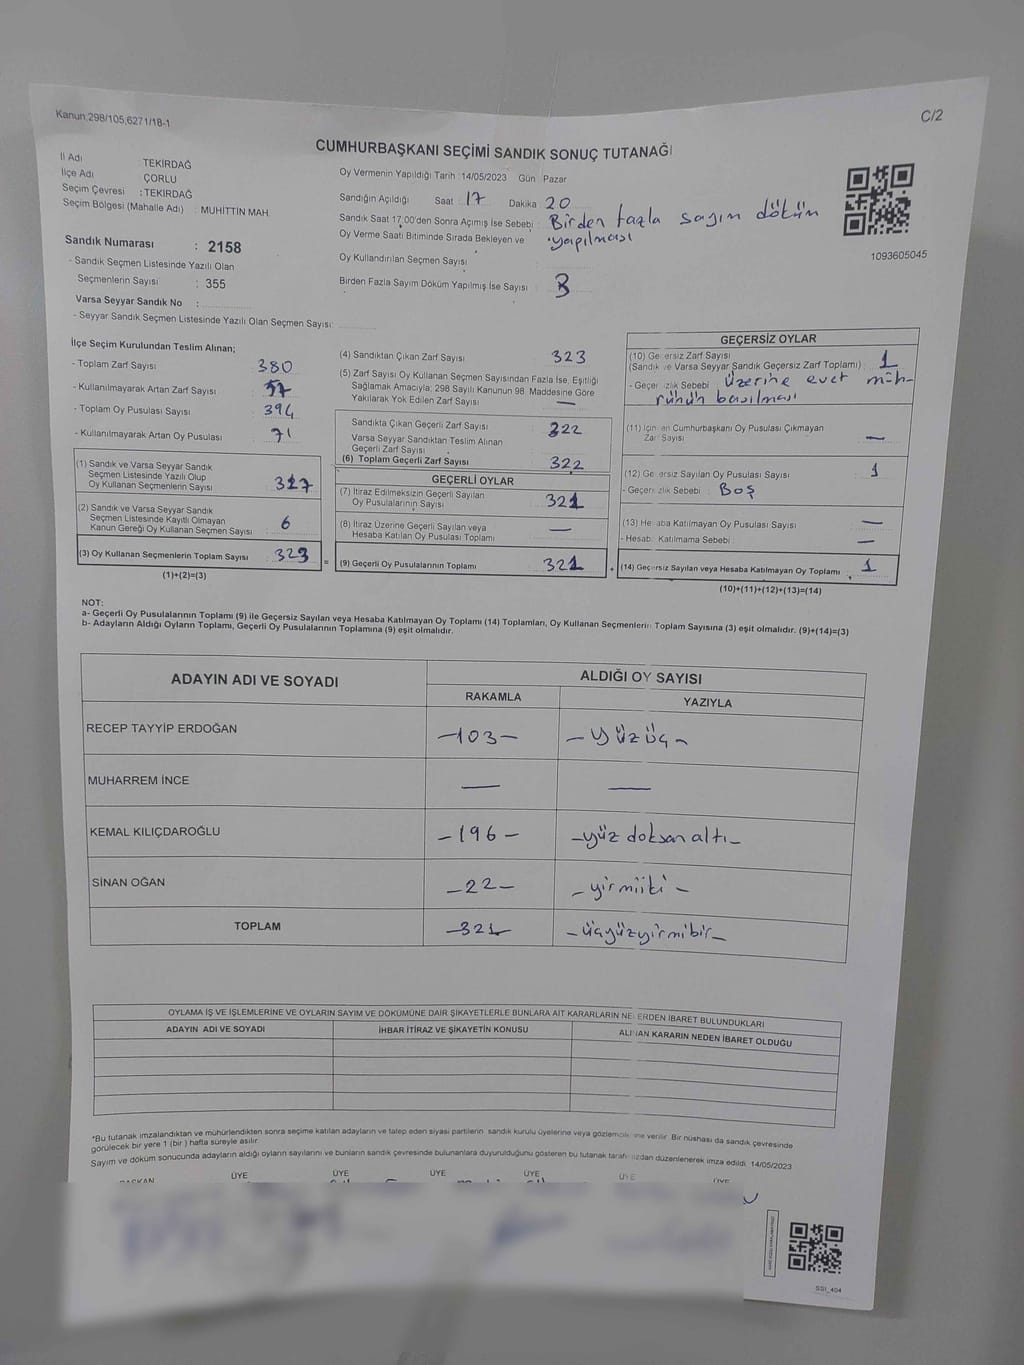 Kanun;298/105;6271/18-1
C/2
CUMHURBAŞKANI SEÇİMİ SANDIK SONUÇ TUTANAĞI
İl Adı TEKİRDAĞ
İlçe Adı ÇORLU
Seçim Çevresi : TEKİRDAĞ
Seçim Bölgesi (Mahalle Adı) : MUHİTTİN MAH.
Sandık Numarası : 2158
- Sandık Seçmen Listesinde Yazılı Olan
Seçmenlerin Sayısı : 355
Varsa Seyyar Sandık No :
- Seyyar Sandık Seçmen Listesinde Yazılı Olan Seçmen Sayısı:
Oy Vermenin Yapıldığı Tarih : 14/05/2023 Gün Pazar
Sandığın Açıldığı Saat : 17 Dakika 20
Sandık Saat 17.00'den Sonra Açımış İse Sebebi : Birden fazla sayım döküm
yapılması
Oy Verme Saati Bitiminde Sırada Bekleyen ve
Oy Kullandırılan Seçmen Sayısı
Birden Fazla Sayım Döküm Yapılmış İse Sayısı 3
1093605045
İlçe Seçim Kurulundan Teslim Alınan;
- Toplam Zarf Sayısı : 380
- Kullanılmayarak Artan Zarf Sayısı : 57
- Toplam Oy Pusulası Sayısı : 394
- Kullanılmayarak Artan Oy Pusulası : 71
(1) Sandık ve Varsa Seyyar Sandık
Seçmen Listesinde Yazılı Olup
Oy Kullanan Seçmenlerin Sayısı : 317
(2) Sandık ve Varsa Seyyar Sandık
Seçmen Listesinde Kayıtlı Olmayan
Kanun Gereği Oy Kullanan Seçmen Sayısı : 6
(3) Oy Kullanan Seçmenlerin Toplam Sayısı : 323
(1)+(2)=(3)
(4) Sandıktan Çıkan Zarf Sayısı : 323
(5) Zarf Sayısı Oy Kullanan Seçmen Sayısından Fazla İse, Eşitliği
Sağlamak Amacıyla; 298 Sayılı Kanunun 98. Maddesine Göre
Yakılarak Yok Edilen Zarf Sayısı : —
Sandıkta Çıkan Geçerli Zarf Sayısı : 322
Varsa Seyyar Sandıktan Teslim Alınan
Geçerli Zarf Sayısı :
(6) Toplam Geçerli Zarf Sayısı 322
GEÇERLİ OYLAR
(7) İtiraz Edilmeksizin Geçerli Sayılan
Oy Pusulalarının Sayısı : 321
(8) İtiraz Üzerine Geçerli Sayılan veya
Hesaba Katılan Oy Pusulası Toplamı : —
= (9) Geçerli Oy Pusulalarının Toplamı : 321 +
GEÇERSİZ OYLAR
(10) Geçersiz Zarf Sayısı
(Sandık ve Varsa Seyyar Sandık Geçersiz Zarf Toplamı) : 1
- Geçersizlik Sebebi : üzerine evet müh-
rünün basılması
(11) İçinden Cumhurbaşkanı Oy Pusulası Çıkmayan
Zarf Sayısı : —
(12) Geçersiz Sayılan Oy Pusulası Sayısı : 1
- Geçersizlik Sebebi : Boş
(13) Hesaba Katılmayan Oy Pusulası Sayısı : —
- Hesaba Katılmama Sebebi : —
(14) Geçersiz Sayılan veya Hesaba Katılmayan Oy Toplamı : 1
(10)+(11)+(12)+(13)=(14)
NOT:
a- Geçerli Oy Pusulalarının Toplamı (9) ile Geçersiz Sayılan veya Hesaba Katılmayan Oy Toplamı (14) Toplamları, Oy Kullanan Seçmenlerin Toplam Sayısına (3) eşit olmalıdır. (9)+(14)=(3)
b- Adayların Aldığı Oyların Toplamı, Geçerli Oy Pusulalarının Toplamına (9) eşit olmalıdır.
ADAYIN ADI VE SOYADI ALDIĞI OY SAYISI
RAKAMLA YAZIYLA
RECEP TAYYİP ERDOĞAN —103— —yüzüç—
MUHARREM İNCE — —
KEMAL KILIÇDAROĞLU —196— —yüz doksan altı—
SİNAN OĞAN —22— —yirmiiki—
TOPLAM —321— —üçyüzyirmibir—
OYLAMA İŞ VE İŞLEMLERİNE VE OYLARIN SAYIM VE DÖKÜMÜNE DAİR ŞİKAYETLERLE BUNLARA AİT KARARLARIN NELERDEN İBARET BULUNDUKLARI
ADAYIN ADI VE SOYADI İHBAR İTİRAZ VE ŞİKAYETİN KONUSU ALINAN KARARIN NEDEN İBARET OLDUĞU
*Bu tutanak imzalandıktan ve mühürlendikten sonra seçime katılan adayların ve talep eden siyasi partilerin sandık kurulu üyelerine veya gözlemcilerine verilir. Bir nüshası da sandık çevresinde
görülecek bir yere 1 (bir) hafta süreyle asılır.
Sayım ve döküm sonucunda adayların aldığı oyların sayılarını ve bunların sandık çevresinde bulunanlara duyurulduğunu gösteren bu tutanak tarafımızdan düzenlenerek imza edildi. 14/05/2023
BAŞKAN ÜYE ÜYE ÜYE ÜYE ÜYE ÜYE
SSI_404